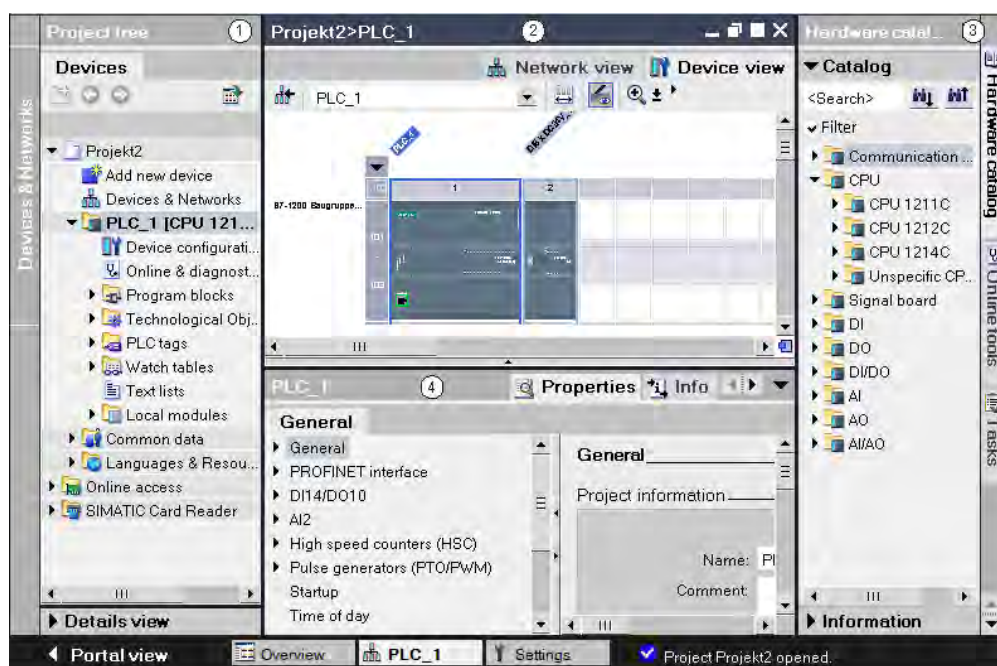 Project tree
1
Devices
Projekt2
Add new device
Devices & Networks
PLC_1 [CPU 121...
Device configurati...
Online & diagnost...
Program blocks
Technological Obj..
PLC tags
Watch tables
Text lists
Local modules
Common data
Languages & Resou...
Online access
SIMATIC Card Reader
Details view
Devices & Networks
Projekt2>PLC_1
2
Network view
Device view
PLC_1
PLC_1
1
2
PLC_1
4
Properties
Info
General
General
PROFINET interface
DI14/DO10
AI2
High speed counters (HSC)
Pulse generators (PTO/PWM)
Startup
Time of day
General
Project information
Name:
Comment:
Hardware catal...
3
Catalog
<Search>
Filter
Communication ...
CPU
CPU 1211C
CPU 1212C
CPU 1214C
Unspecific CP...
Signal board
DI
DO
DI/DO
AI
AO
AI/AO
Information
Hardware catalog
Online tools
Tasks
Portal view
Overview
PLC_1
Settings
Project Projekt2 opened.